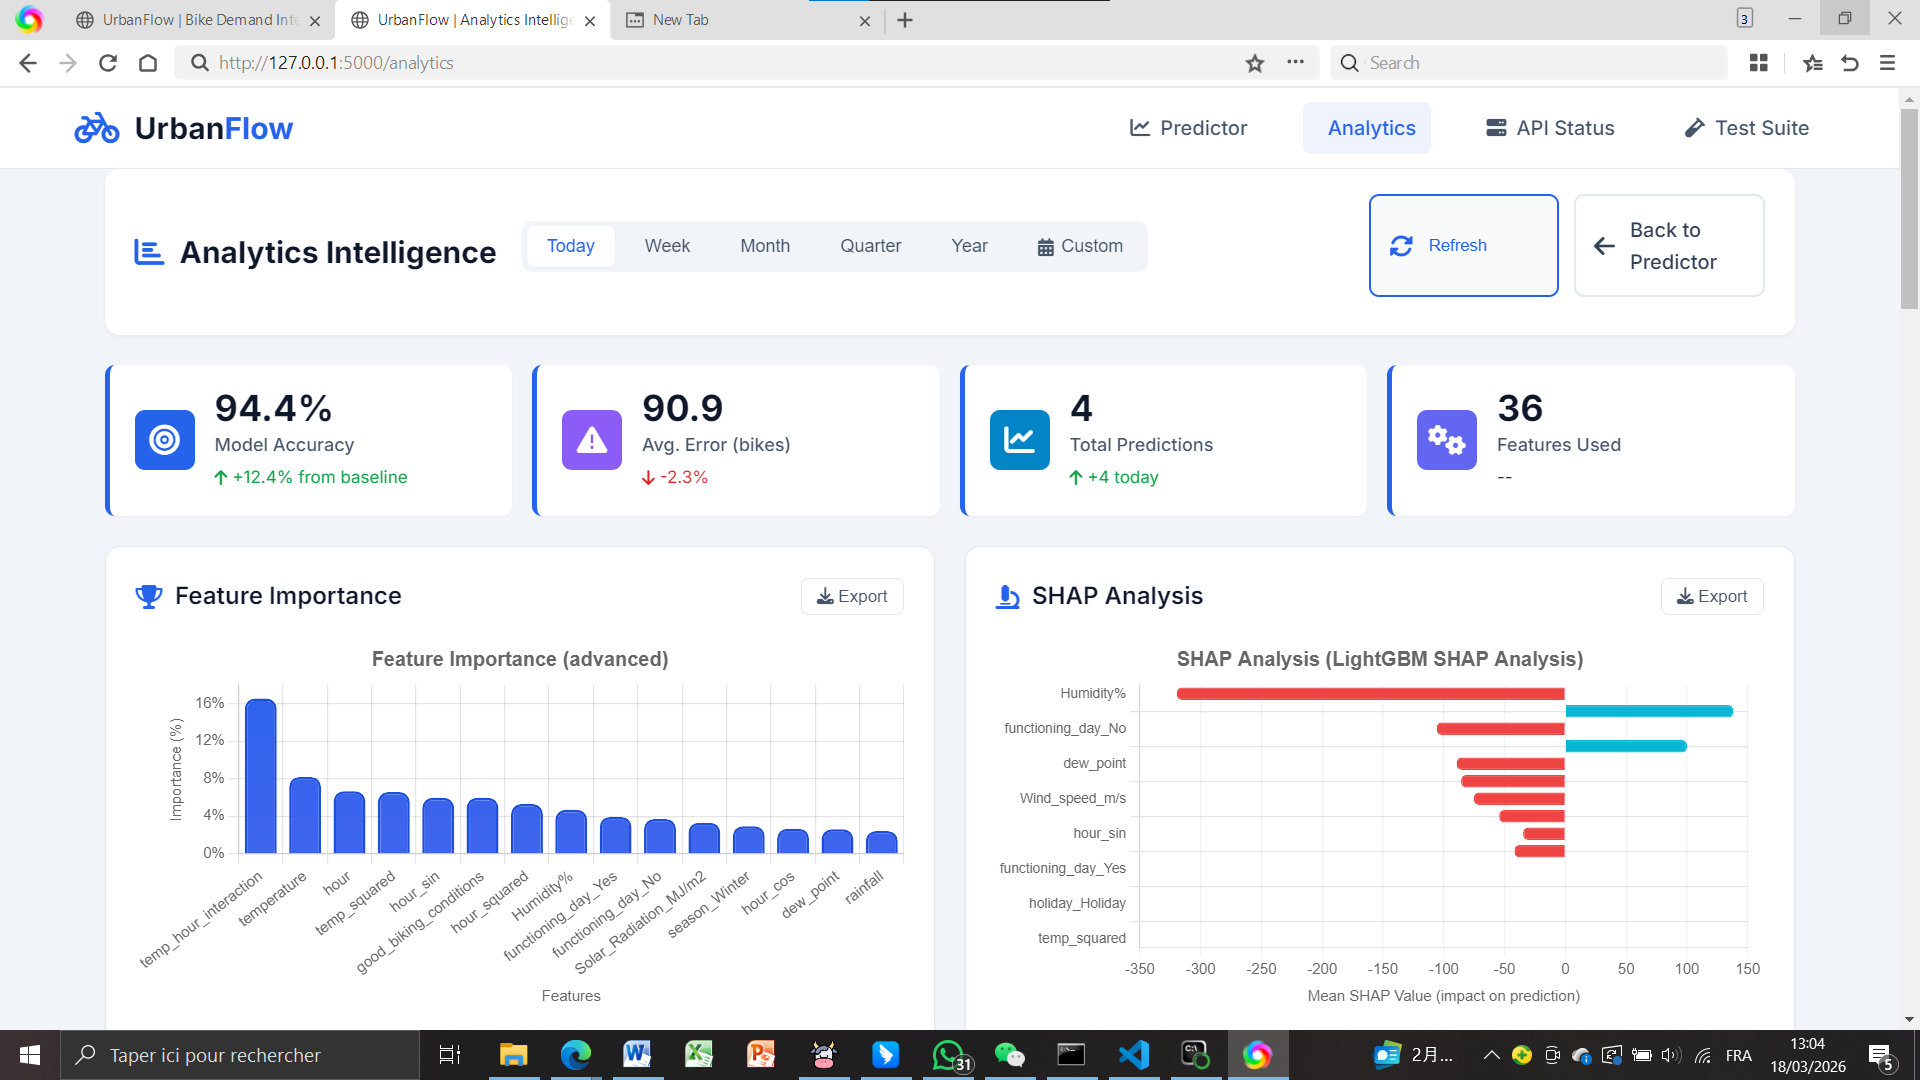 UrbanFlow | Bike Demand Inte
UrbanFlow | Analytics Intellige
New Tab
3
http://127.0.0.1:5000/analytics
Search
UrbanFlow
Predictor
Analytics
API Status
Test Suite
Analytics Intelligence
Today
Week
Month
Quarter
Year
Custom
Refresh
Back to
Predictor
94.4%
Model Accuracy
+12.4% from baseline
90.9
Avg. Error (bikes)
-2.3%
4
Total Predictions
+4 today
36
Features Used
--
Feature Importance
Export
Feature Importance (advanced)
Importance (%)
16%
12%
8%
4%
0%
temp_hour_interaction
temperature
hour
temp_squared
hour_sin
good_biking_conditions
hour_squared
Humidity%
functioning_day_Yes
functioning_day_No
Solar_Radiation_MJ/m2
season_Winter
hour_cos
dew_point
rainfall
Features
SHAP Analysis
Export
SHAP Analysis (LightGBM SHAP Analysis)
Humidity%
functioning_day_No
dew_point
Wind_speed_m/s
hour_sin
functioning_day_Yes
holiday_Holiday
temp_squared
-350 -300 -250 -200 -150 -100 -50 0 50 100 150
Mean SHAP Value (impact on prediction)
Taper ici pour rechercher
31
2月...
FRA
13:04
18/03/2026
5